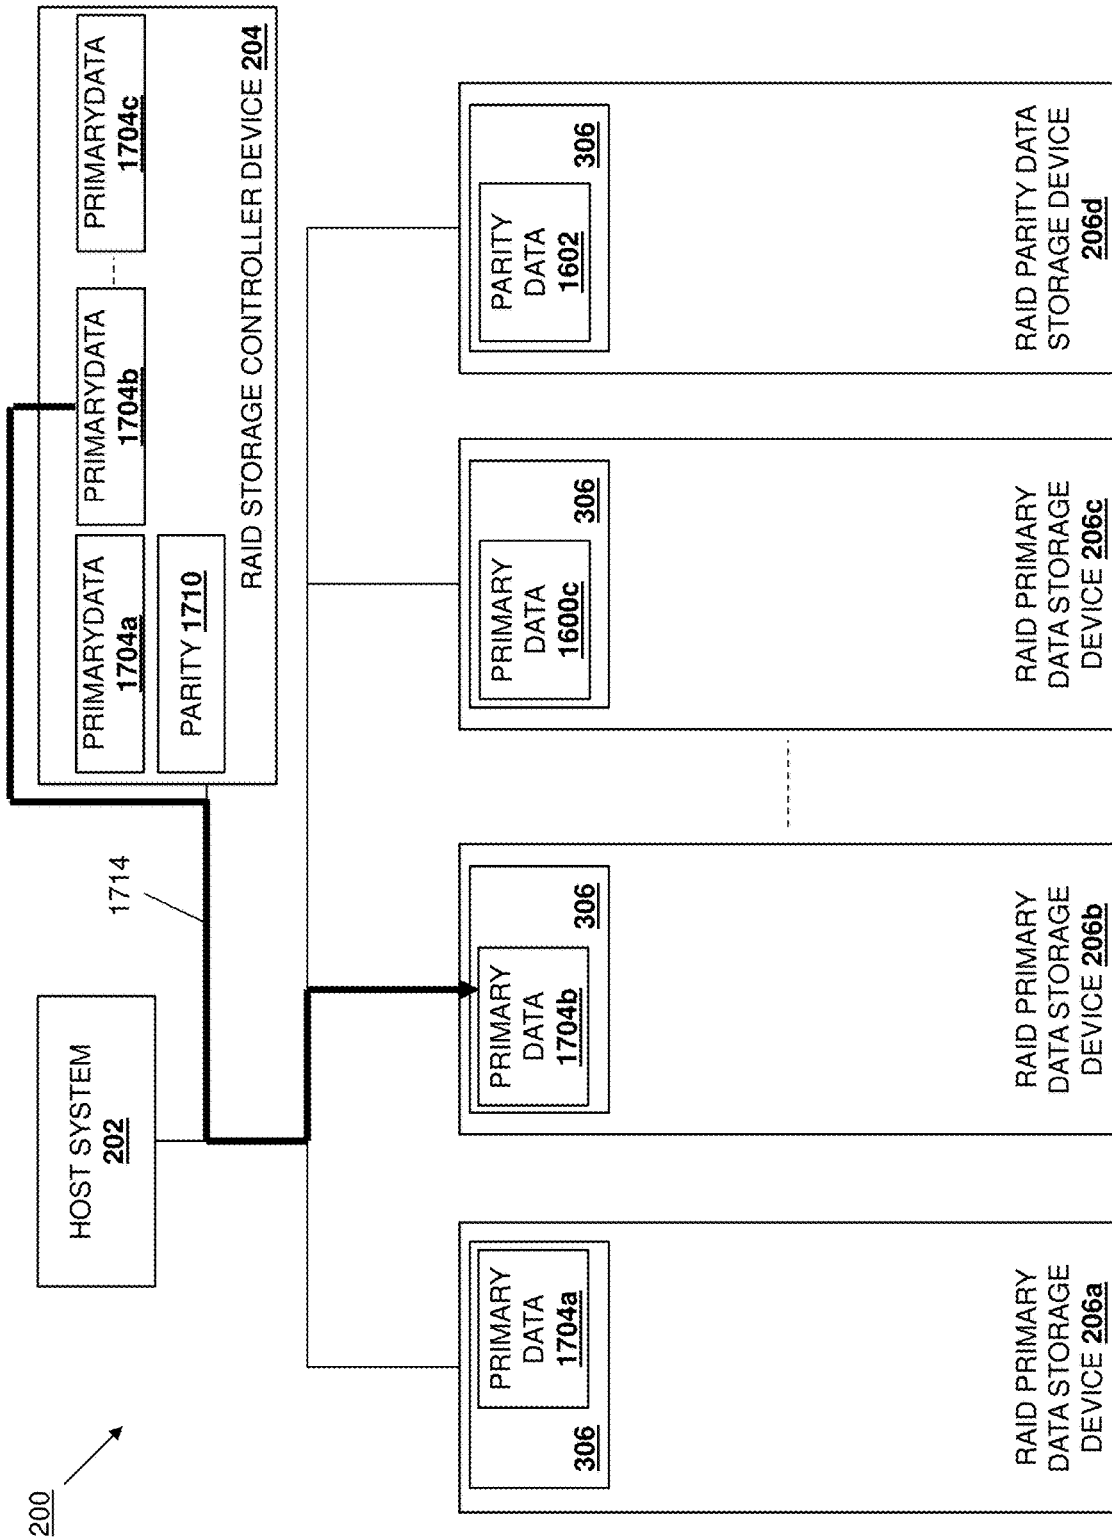 200
HOST SYSTEM
202
1714
PRIMARYDATA
1704a
PRIMARYDATA
1704b
PRIMARYDATA
1704c
PARITY 1710
RAID STORAGE CONTROLLER DEVICE 204
306
PRIMARY
DATA
1704a
RAID PRIMARY
DATA STORAGE
DEVICE 206a
PRIMARY
DATA
1704b
306
RAID PRIMARY
DATA STORAGE
DEVICE 206b
PRIMARY
DATA
1600c
306
RAID PRIMARY
DATA STORAGE
DEVICE 206c
PARITY
DATA
1602
306
RAID PARITY DATA
STORAGE DEVICE
206d